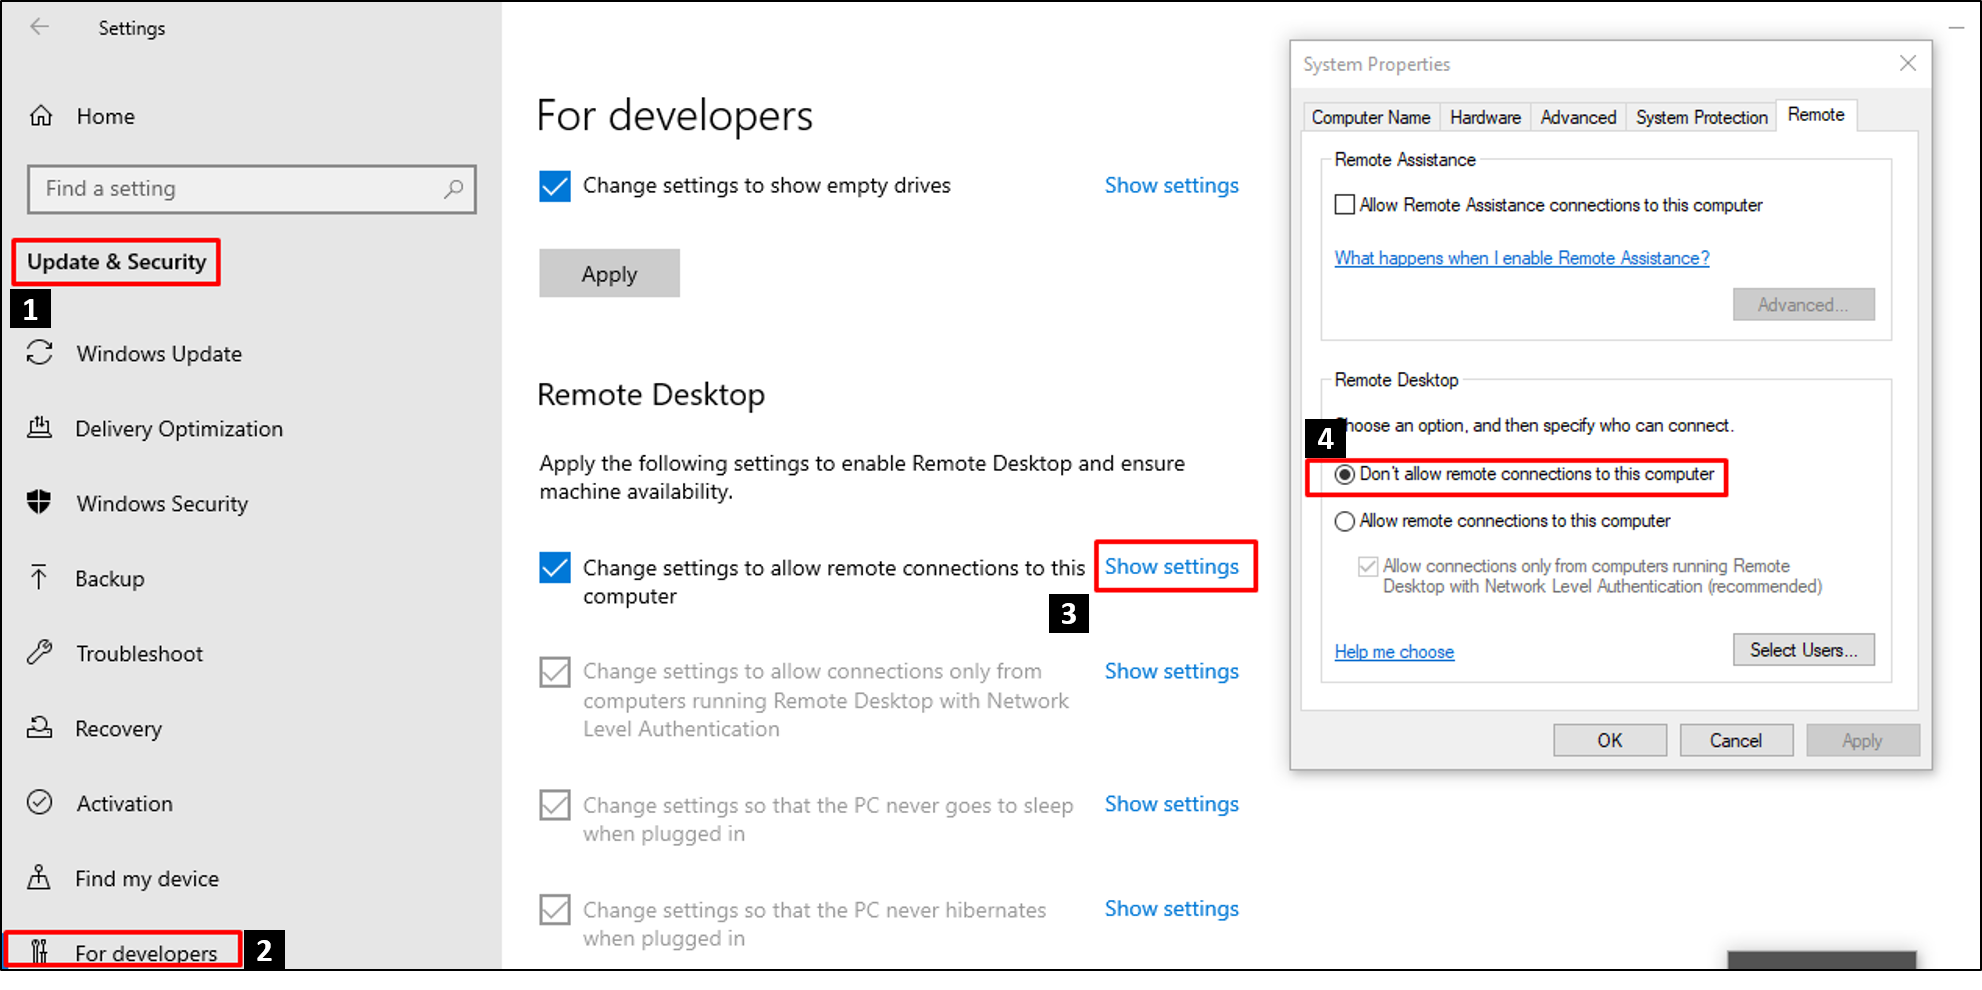 Settings
Home
Find a setting
Update & Security
1
Windows Update
Delivery Optimization
Windows Security
Backup
Troubleshoot
Recovery
Activation
Find my device
For developers
2
For developers
Change settings to show empty drives
Show settings
Apply
Remote Desktop
Apply the following settings to enable Remote Desktop and ensure
machine availability.
Change settings to allow remote connections to this
computer
Show settings
3
Change settings to allow connections only from
computers running Remote Desktop with Network
Level Authentication
Show settings
Change settings so that the PC never goes to sleep
when plugged in
Show settings
Change settings so that the PC never hibernates
when plugged in
Show settings
System Properties
Computer Name
Hardware
Advanced
System Protection
Remote
Remote Assistance
Allow Remote Assistance connections to this computer
What happens when I enable Remote Assistance?
Advanced...
Remote Desktop
4
hoose an option, and then specify who can connect.
Don't allow remote connections to this computer
Allow remote connections to this computer
Allow connections only from computers running Remote
Desktop with Network Level Authentication (recommended)
Help me choose
Select Users...
OK
Cancel
Apply